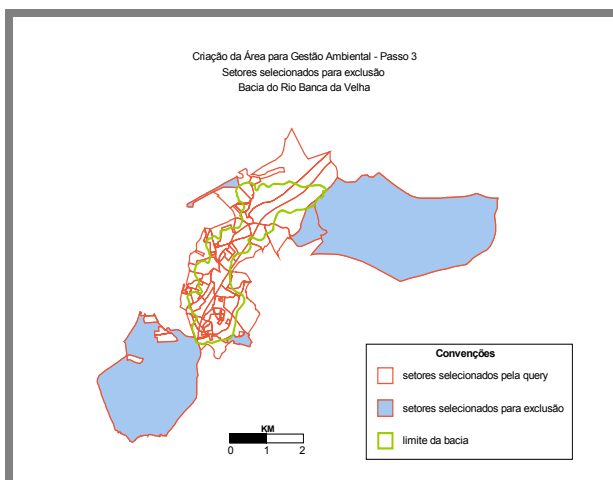 Criação da Área para Gestão Ambiental - Passo 3
Setores selecionados para exclusão
Bacia do Rio Banca da Velha
Convenções
setores selecionados pela query
setores selecionados para exclusão
limite da bacia
KM
0 1 2